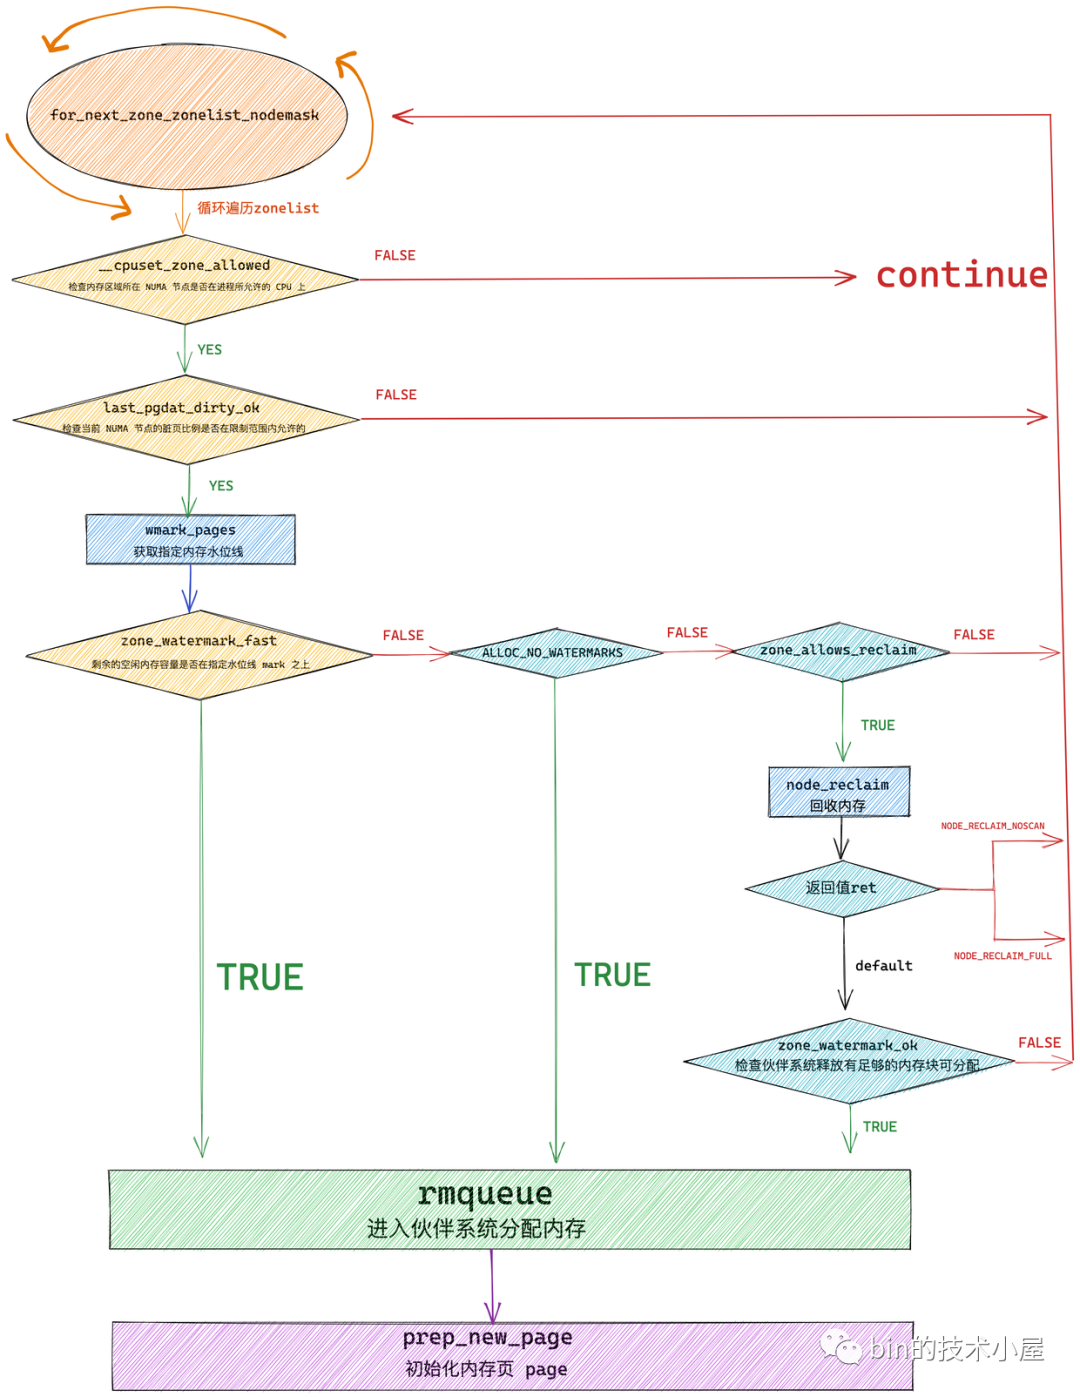 for_next_zone_zonelist_nodemask
循环遍历zonelist
__cpuset_zone_allowed
检查内存区域所在 NUMA 节点是否在进程所允许的 CPU 上
FALSE
continue
YES
last_pgdat_dirty_ok
检查当前 NUMA 节点的脏页比例是否在限制范围内允许的
FALSE
YES
wmark_pages
获取指定内存水位线
zone_watermark_fast
剩余的空闲内存容量是否在指定水位线 mark 之上
FALSE
ALLOC_NO_WATERMARKS
FALSE
zone_allows_reclaim
FALSE
TRUE
node_reclaim
回收内存
NODE_RECLAIM_NOSCAN
返回值ret
NODE_RECLAIM_FULL
default
TRUE
TRUE
zone_watermark_ok
检查伙伴系统释放有足够的内存块可分配
FALSE
TRUE
rmqueue
进入伙伴系统分配内存
prep_new_page
初始化内存页 page
bin的技术小屋